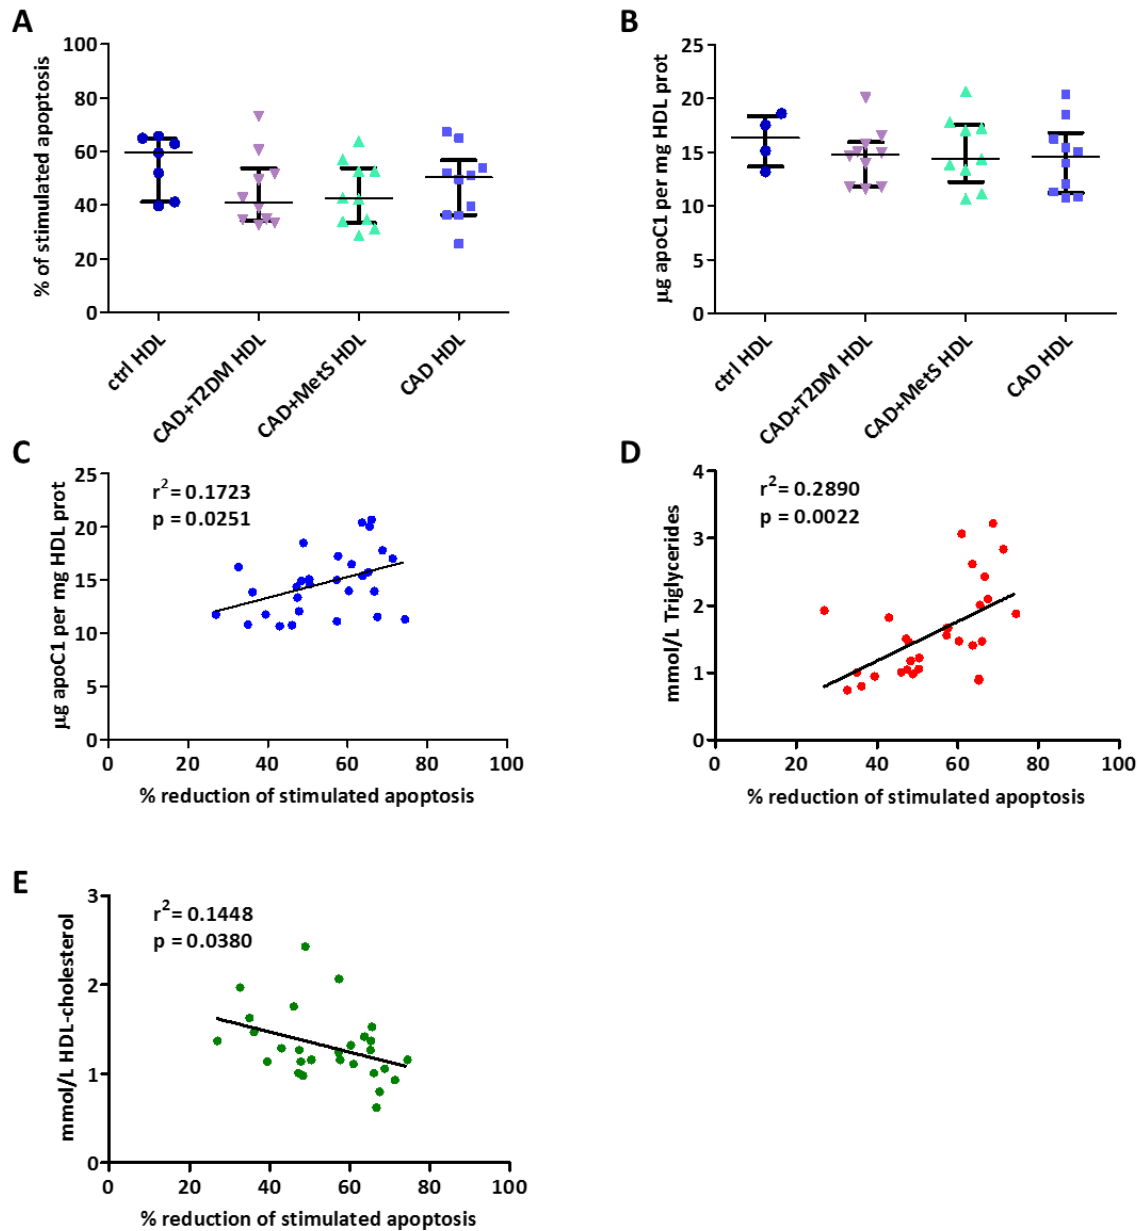 A
% of stimulated apoptosis
100
80
60
40
20
0
ctrl HDL
CAD+T2DM HDL
CAD+MetS HDL
CAD HDL
B
µg apoC1 per mg HDL prot
25
20
15
10
5
0
ctrl HDL
CAD+T2DM HDL
CAD+MetS HDL
CAD HDL
C
µg apoC1 per mg HDL prot
25
20
15
10
5
0
r²= 0.1723
p = 0.0251
0 20 40 60 80 100
% reduction of stimulated apoptosis
D
mmol/L Triglycerides
4
3
2
1
0
r²= 0.2890
p = 0.0022
0 20 40 60 80 100
% reduction of stimulated apoptosis
E
mmol/L HDL-cholesterol
3
2
1
0
r²= 0.1448
p = 0.0380
0 20 40 60 80 100
% reduction of stimulated apoptosis